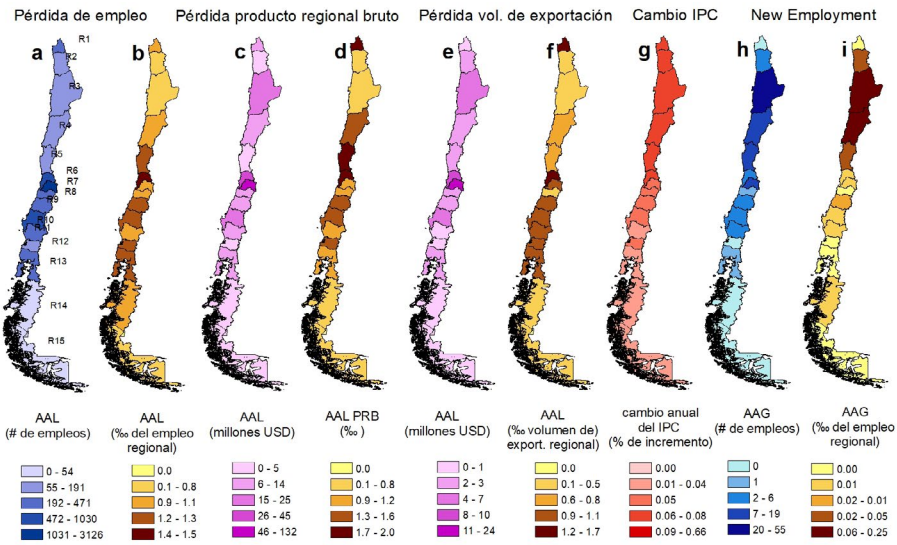 Pérdida de empleo
Pérdida producto regional bruto
Pérdida vol. de exportación
Cambio IPC
New Employment
a
b
c
d
e
f
g
h
i
R1
R2
R3
R4
R5
R6
R7
R8
R9
R10
R11
R12
R13
R14
R15
AAL
(# de empleos)
0 - 54
55 - 191
192 - 471
472 - 1030
1031 - 3126
AAL
(‰ del empleo
regional)
0.0
0.1 - 0.8
0.9 - 1.1
1.2 - 1.3
1.4 - 1.5
AAL
(millones USD)
0 - 5
6 - 14
15 - 25
26 - 45
46 - 132
AAL PRB
(‰ )
0.0
0.1 - 0.8
0.9 - 1.2
1.3 - 1.6
1.7 - 2.0
AAL
(millones USD)
0 - 1
2 - 3
4 - 7
8 - 10
11 - 24
AAL
(‰ volumen de)
export. regional)
0.0
0.1 - 0.5
0.6 - 0.8
0.9 - 1.1
1.2 - 1.7
cambio anual
del IPC
(% de incremento)
0.00
0.01 - 0.04
0.05
0.06 - 0.08
0.09 - 0.66
AAG
(# de empleos)
0
1
2 - 6
7 - 19
20 - 55
AAG
(‰ del empleo
regional)
0.00
0.01
0.02 - 0.01
0.02 - 0.05
0.06 - 0.25